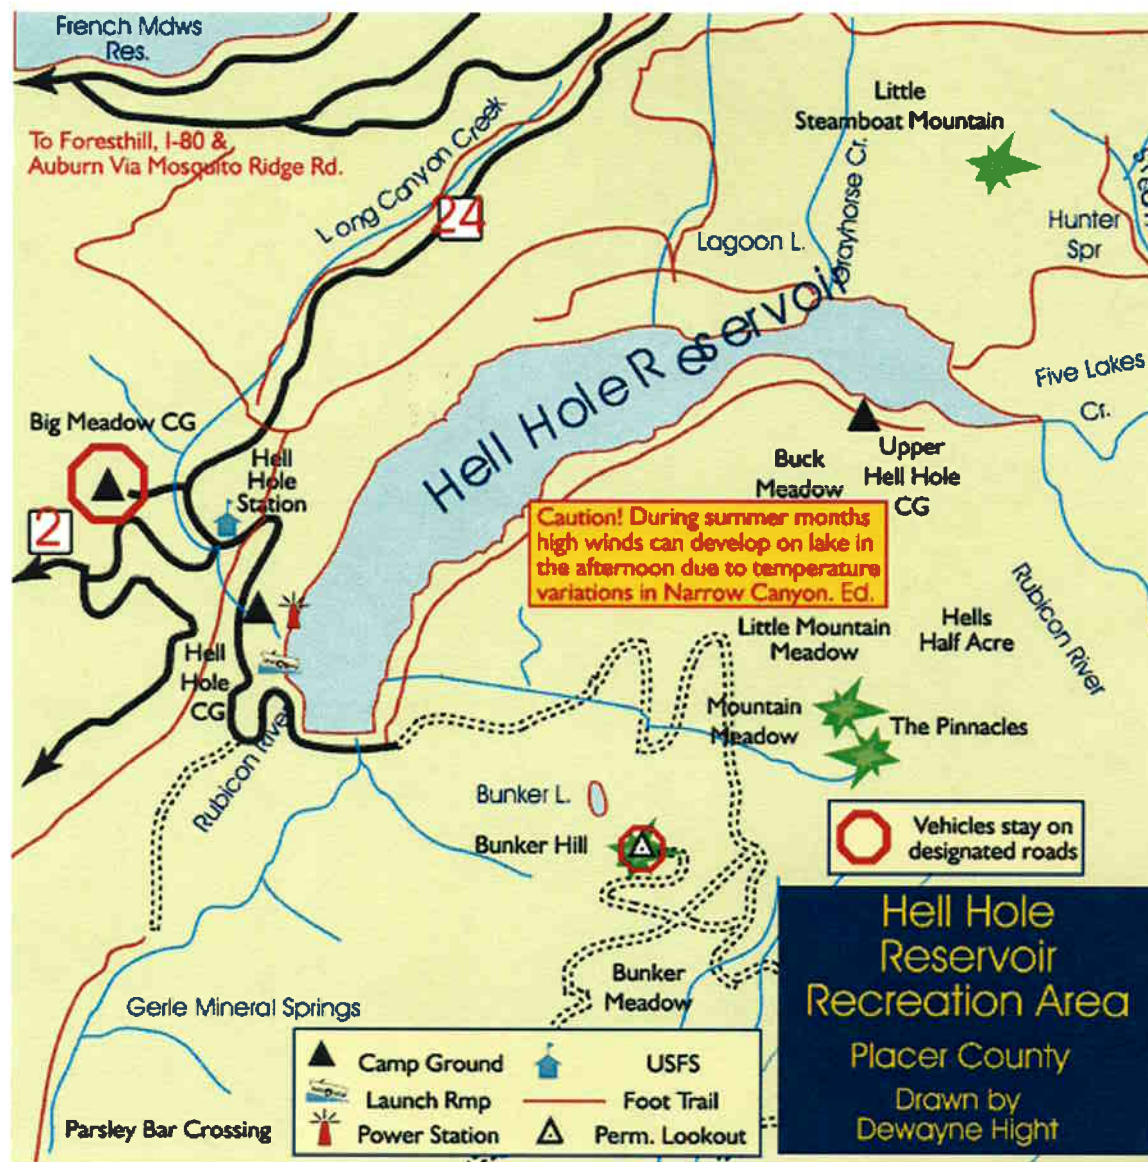 French Mdws
Res.
To Foresthill, I-80 &
Auburn Via Mosquito Ridge Rd.
Long Canyon Creek
24
Little
Steamboat Mountain
Grayhorse Cr.
Lagoon L.
Hunter
Spr
Hell Hole Reservoir
Five Lakes
Cr.
Big Meadow CG
Hell
Hole
Station
2
Buck
Meadow
Upper
Hell Hole
CG
Caution! During summer months
high winds can develop on lake in
the afternoon due to temperature
variations in Narrow Canyon. Ed.
Rubicon River
Hells
Half Acre
Little Mountain
Meadow
Hell
Hole
CG
Mountain
Meadow
The Pinnacles
Rubicon River
Bunker L.
Bunker Hill
Vehicles stay on
designated roads
Bunker
Meadow
Gerle Mineral Springs
Parsley Bar Crossing
Camp Ground
USFS
Launch Rmp
Foot Trail
Power Station
Perm. Lookout
Hell Hole
Reservoir
Recreation Area
Placer County
Drawn by
Dewayne Hight